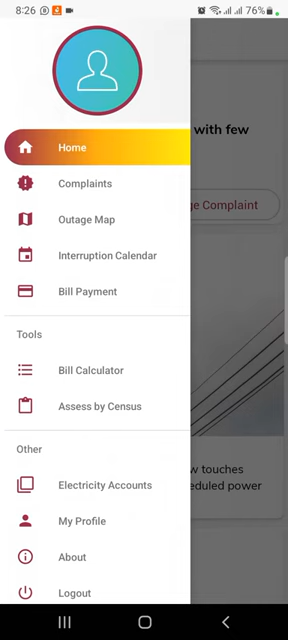 8:26
76%
with few
Home
Complaints
ge Complaint
Outage Map
Interruption Calendar
Bill Payment
Tools
Bill Calculator
Assess by Census
Other
w touches
Electricity Accounts
eduled power
My Profile
About
Logout